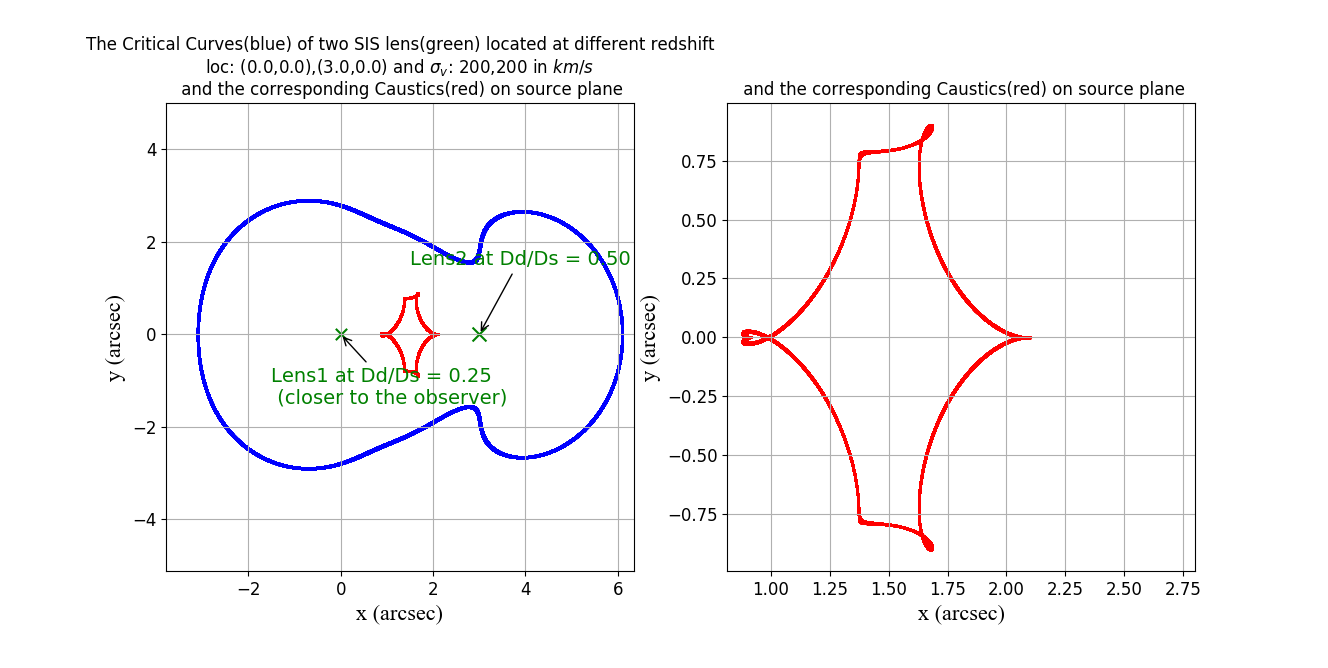 The Critical Curves(blue) of two SIS lens(green) located at different redshift
loc: (0.0,0.0),(3.0,0.0) and σᵥ: 200,200 in km/s
and the corresponding Caustics(red) on source plane
4
2
0
−2
−4
y (arcsec)
Lens2 at Dd/Ds = 0.50
Lens1 at Dd/Ds = 0.25
(closer to the observer)
−2
0
2
4
6
x (arcsec)
and the corresponding Caustics(red) on source plane
0.75
0.50
0.25
0.00
−0.25
−0.50
−0.75
y (arcsec)
1.00
1.25
1.50
1.75
2.00
2.25
2.50
2.75
x (arcsec)